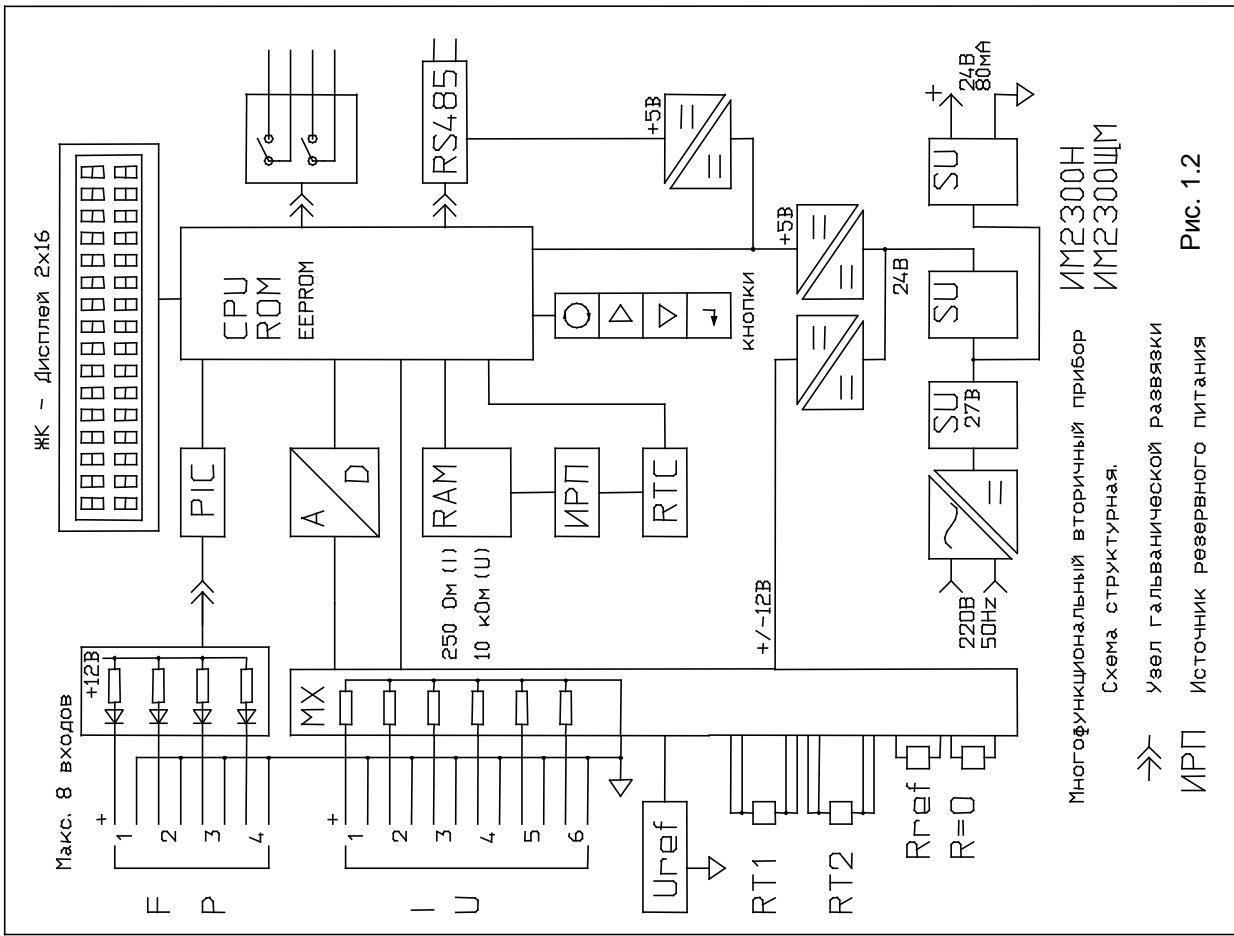 ЖК - Дисплей 2x16
Макс. 8 входов
+
1
2
3
4
F
P
+12В
PIC
CPU
ROM
EEPROM
RS485
+
1
2
3
4
5
6
I
U
MX
A
D
250 Ом (I)
10 кОм (U)
RAM
ИРП
RTC
кнопки
+5В
Uref
RT1
RT2
Rref
R=0
+/-12В
+5В
24В
220В
50Hz
SU
27В
SU
SU
+
24В
80мА
Многофункциональный вторичный прибор
ИМ2300Н
ИМ2300ЩМ
Схема структурная.
Узел гальванической развязки
ИРП
Источник резервного питания
Рис. 1.2